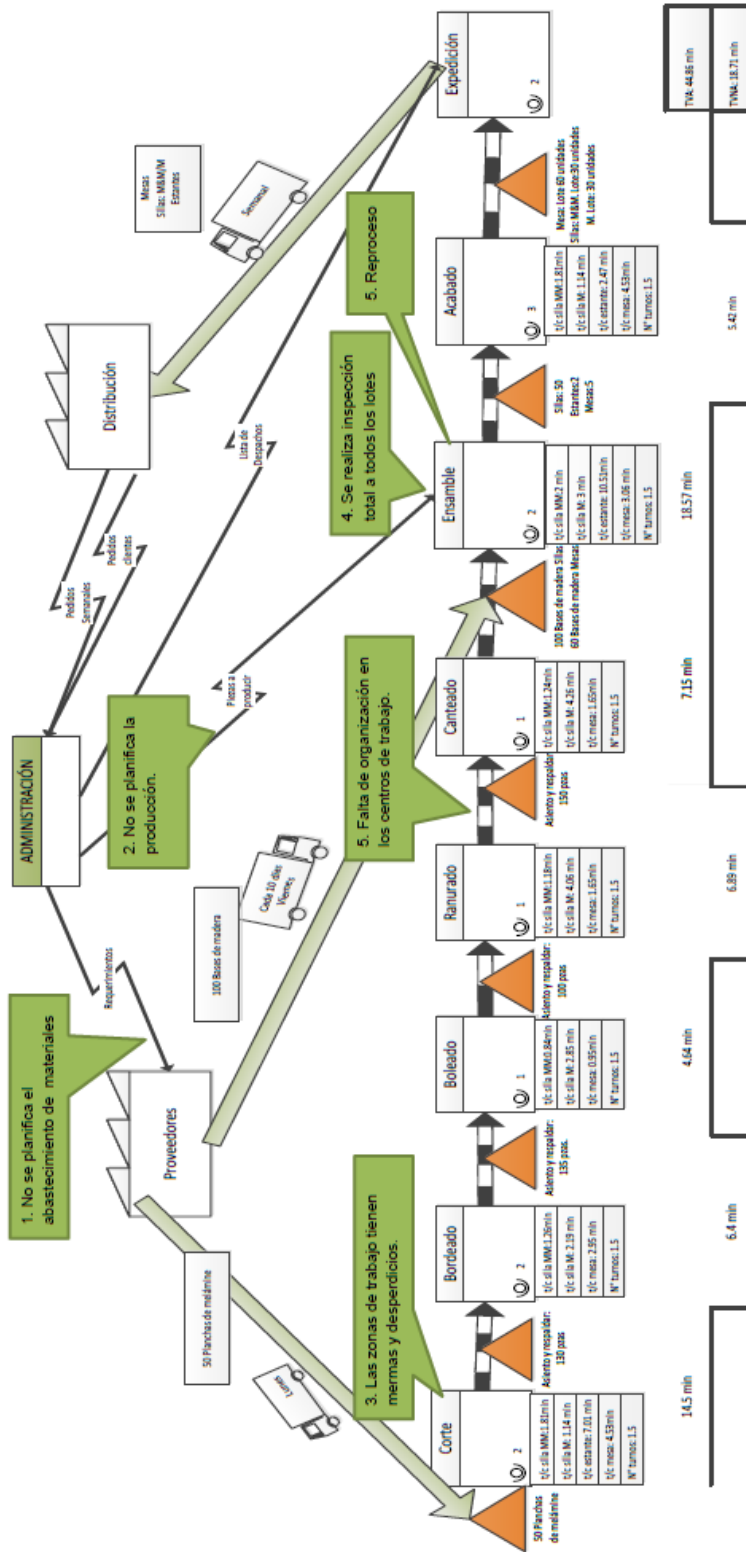 1. No se planifica el
abastecimiento de materiales
ADMINISTRACIÓN
2. No se planifica la
producción.
Requerimientos
Proveedores
Pedidos
Semanales
Pedidos
clientes
Distribución
Mesas
Sillas: M&M/M
Estantes
Semanal
Lista de
Despachos
Piezas a
producir
50 Planchas de melámine
Lunes
100 Bases de madera
Cada 10 días
Viernes
3. Las zonas de trabajo tienen
mermas y desperdicios.
5. Falta de organización en
los centros de trabajo.
4. Se realiza inspección
total a todos los lotes
5. Reproceso
50 Planchas
de melámine
Corte
2
t/c silla MM:1.81min
t/c silla M: 1.14 min
t/c estante: 7.01 min
t/c mesa: 4.53min
N° turnos: 1.5
Asiento y respaldar:
130 pzas
Bordeado
2
t/c silla MM:1.26min
t/c silla M: 2.19 min
t/c mesa: 2.95 min
N° turnos: 1.5
Asiento y respaldar:
135 pzas.
Boleado
1
t/c silla MM:0.84min
t/c silla M: 2.85 min
t/c mesa: 0.95min
N° turnos: 1.5
Asiento y respaldar:
100 pzas
Ranurado
1
t/c silla MM:1.18min
t/c silla M: 4.06 min
t/c mesa: 1.65min
N° turnos: 1.5
Asiento y respaldar:
150 pzas
Canteado
1
t/c silla MM:1.24min
t/c silla M: 4.26 min
t/c mesa: 1.65min
N° turnos: 1.5
100 Bases de madera Sillas
60 Bases de madera Mesas
Ensamble
2
t/c silla MM:2 min
t/c silla M: 3 min
t/c estante: 10.51min
t/c mesa: 3.06 min
N° turnos: 1.5
Sillas: 50
Estantes:2
Mesas:5
Acabado
3
t/c silla MM:1.81min
t/c silla M: 1.14 min
t/c estante: 2.47 min
t/c mesa: 4.53min
N° turnos: 1.5
Mesa: Lote 60 unidades
Sillas: M&M. Lote:30 unidades
M. Lote: 30 unidades
Expedición
2
14.5 min
6.4 min
4.64 min
6.89 min
7.15 min
18.57 min
5.42 min
TVA: 44.86 min
TVNA: 18.71 min